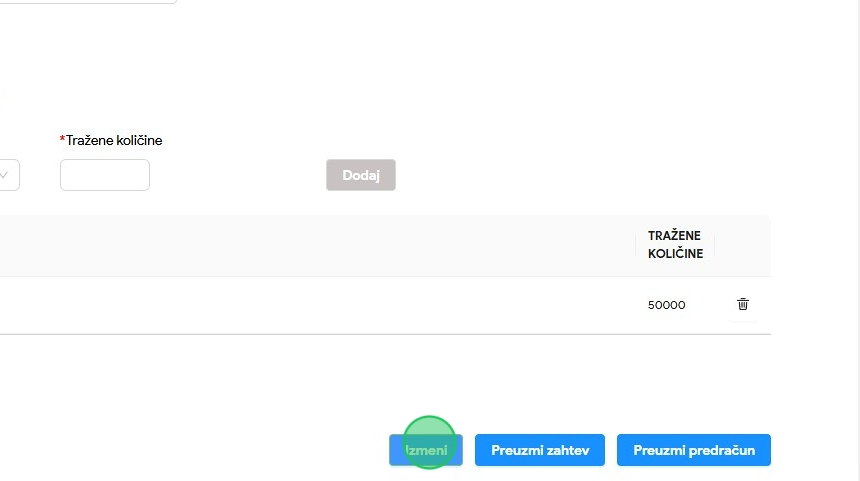 *Tražene količine
Dodaj
TRAŽENE
KOLIČINE
50000
Izmeni Preuzmi zahtev Preuzmi predračun